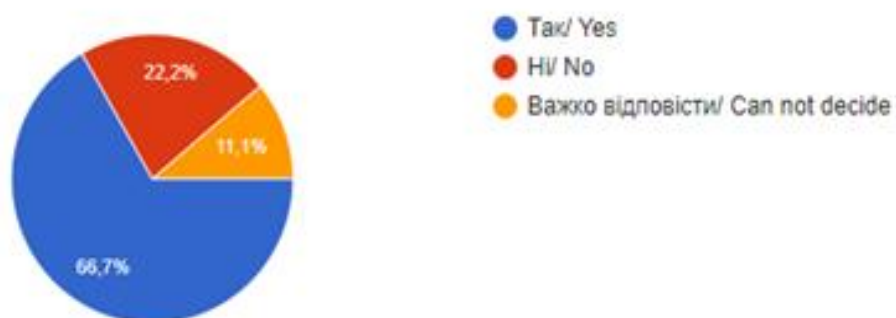 Так/ Yes
22,2%
Ні/ No
Важко відповісти/ Can not decide
11,1%
66,7%